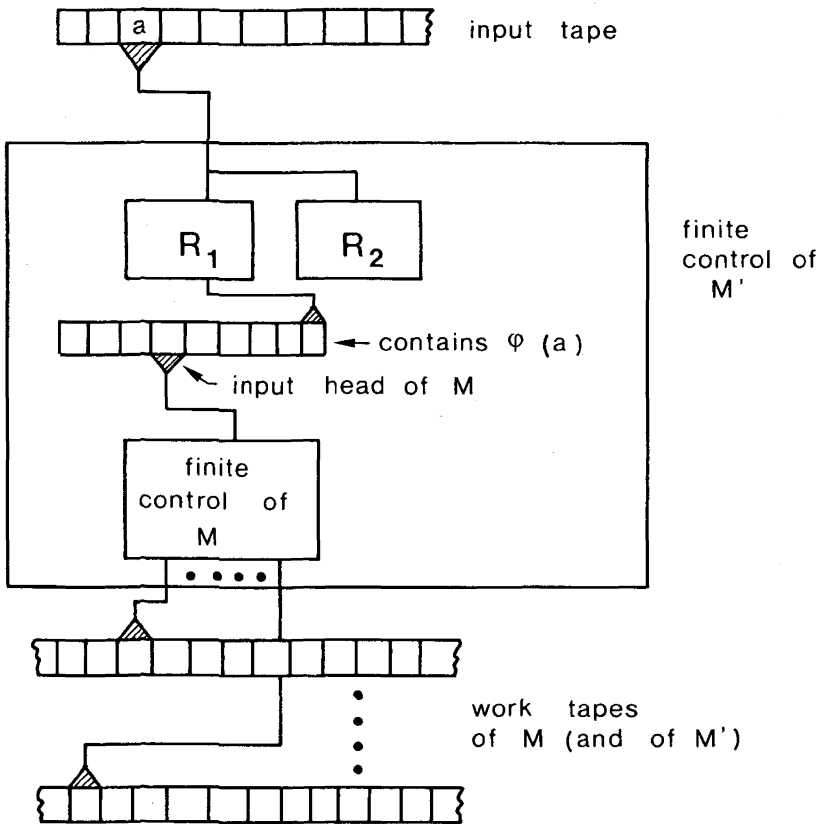 a
input tape
R1
R2
finite
control of
M'
contains φ (a)
input head of M
finite
control of
M
work tapes
of M (and of M')